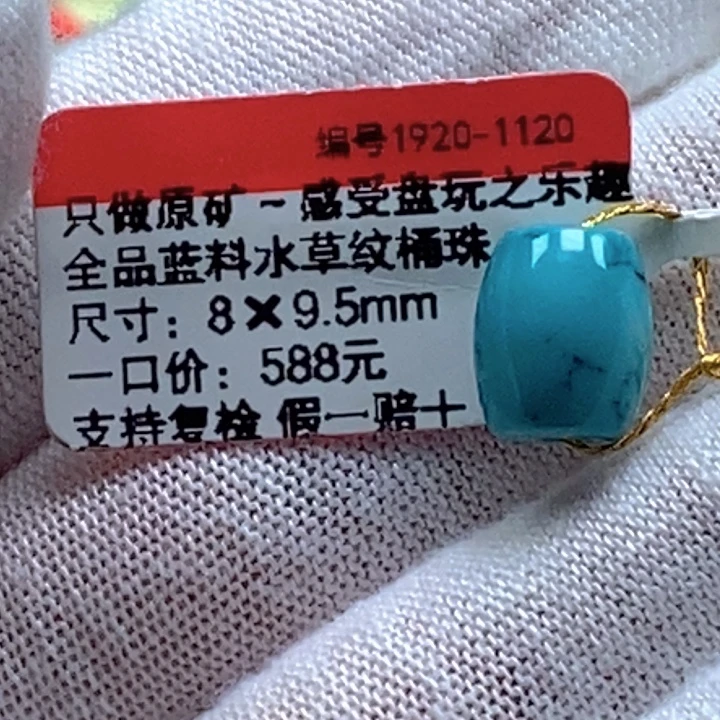 编号1920-1120
只做原矿 ~ 感受盘玩之乐趣
全品蓝料水草纹桶珠
尺寸：8×9.5mm
一口价：588元
支持复检 假一赔十